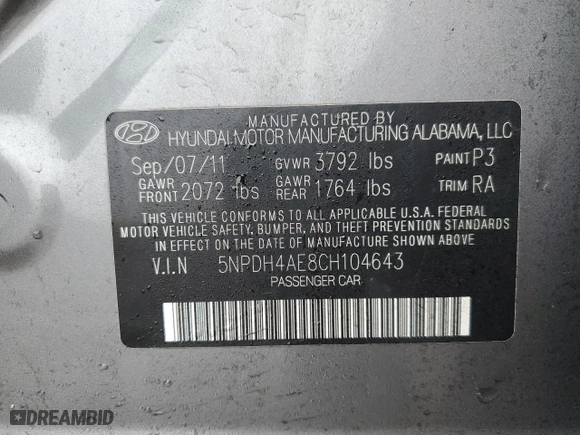 MANUFACTURED BY
HYUNDAI MOTOR MANUFACTURING ALABAMA, LLC
Sep/07/11 GVWR 3792 lbs PAINT P3
GAWR FRONT 2072 lbs GAWR REAR 1764 lbs TRIM RA
THIS VEHICLE CONFORMS TO ALL APPLICABLE U.S.A. FEDERAL
MOTOR VEHICLE SAFETY, BUMPER, AND THEFT PREVENTION
STANDARDS IN EFFECT ON THE DATE OF MANUFACTURE SHOWN ABOVE
V.I.N 5NPDH4AE8CH104643
PASSENGER CAR
DREAMBID